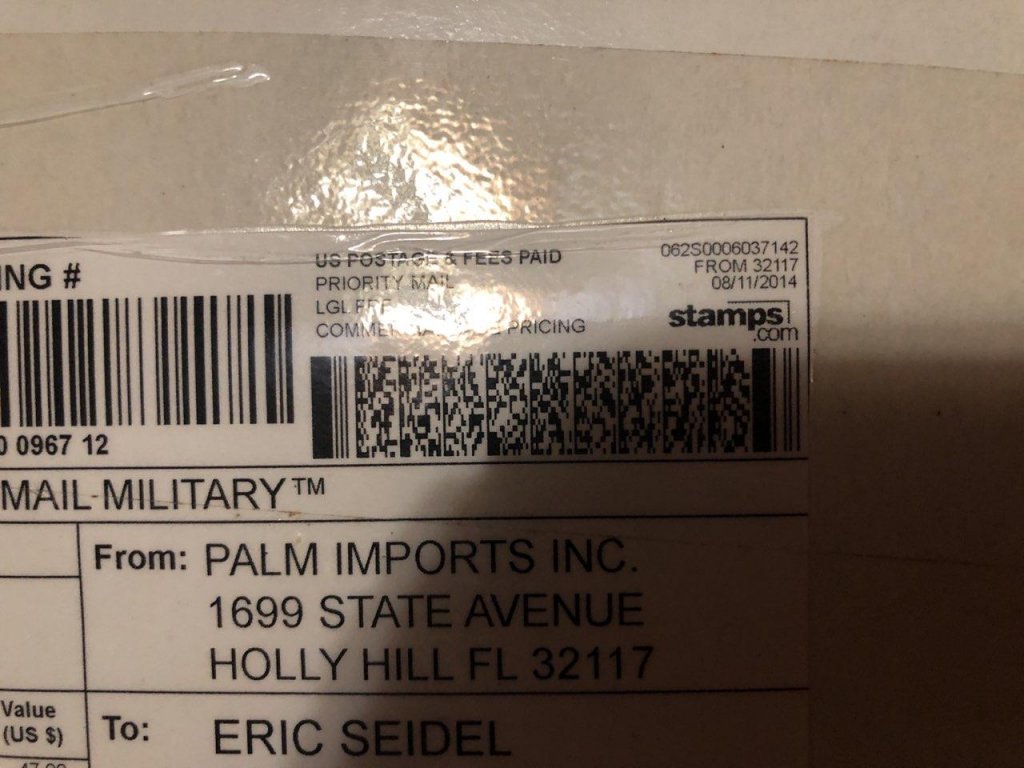 ING #
0 0967 12
US POSTAGE & FEES PAID
PRIORITY MAIL
LGL
PRICING
062S0006037142
FROM 32117
08/11/2014
stamps
.com
MAIL MILITARY™
From: PALM IMPORTS INC.
1699 STATE AVENUE
HOLLY HILL FL 32117
Value
(US $)
To: ERIC SEIDEL